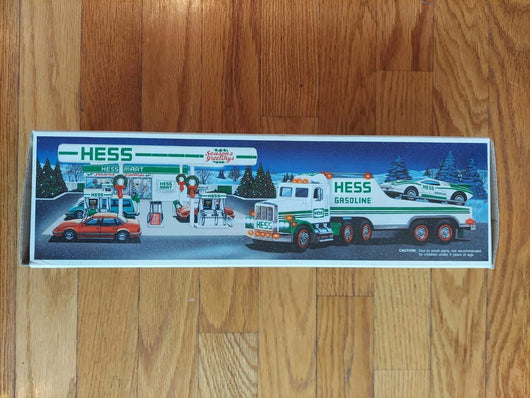 HESS
Season's
Greetings
HESS MART
HESS
MART
HESS
GASOLINE
HESS
HESS
CAUTION: Due to small parts, not recommended
for children under 4 years of age.